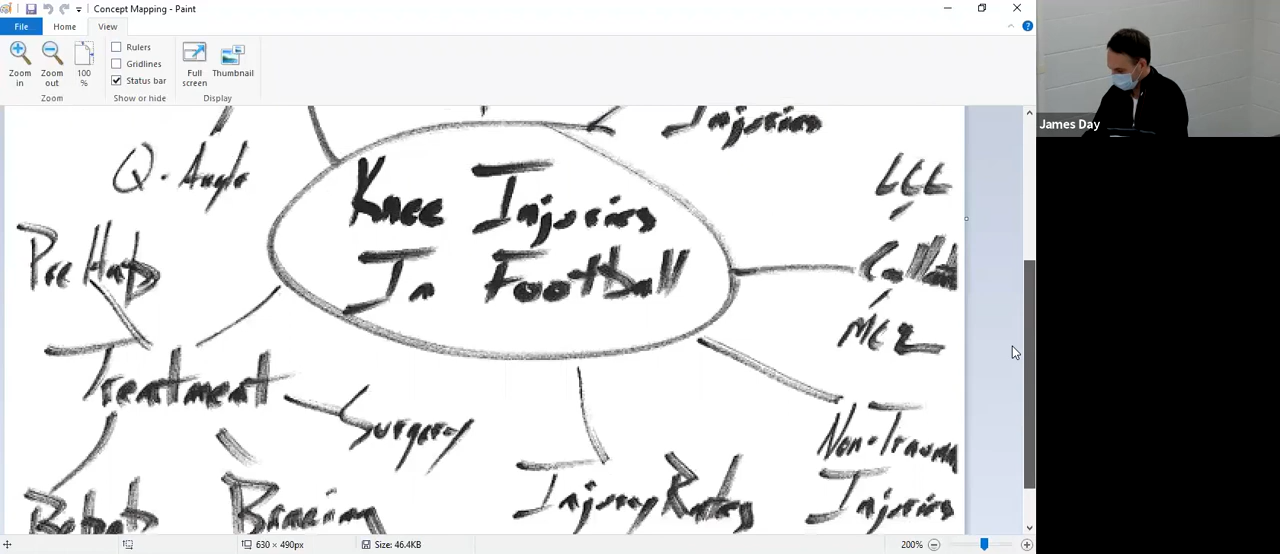 Concept Mapping - Paint
File
Home
View
Zoom in
Zoom out
100 %
Rulers
Gridlines
Status bar
Full screen
Thumbnail
Zoom
Show or hide
Display
James Day
Injuries
Q-Angle
LCL
Knee Injuries
In Football
PreHab
Collat
MCL
Treatment
Surgery
Non-Trauma
Injuries
Injury Rates
Rehab
Bracing
630 × 490px
Size: 46.4KB
200%